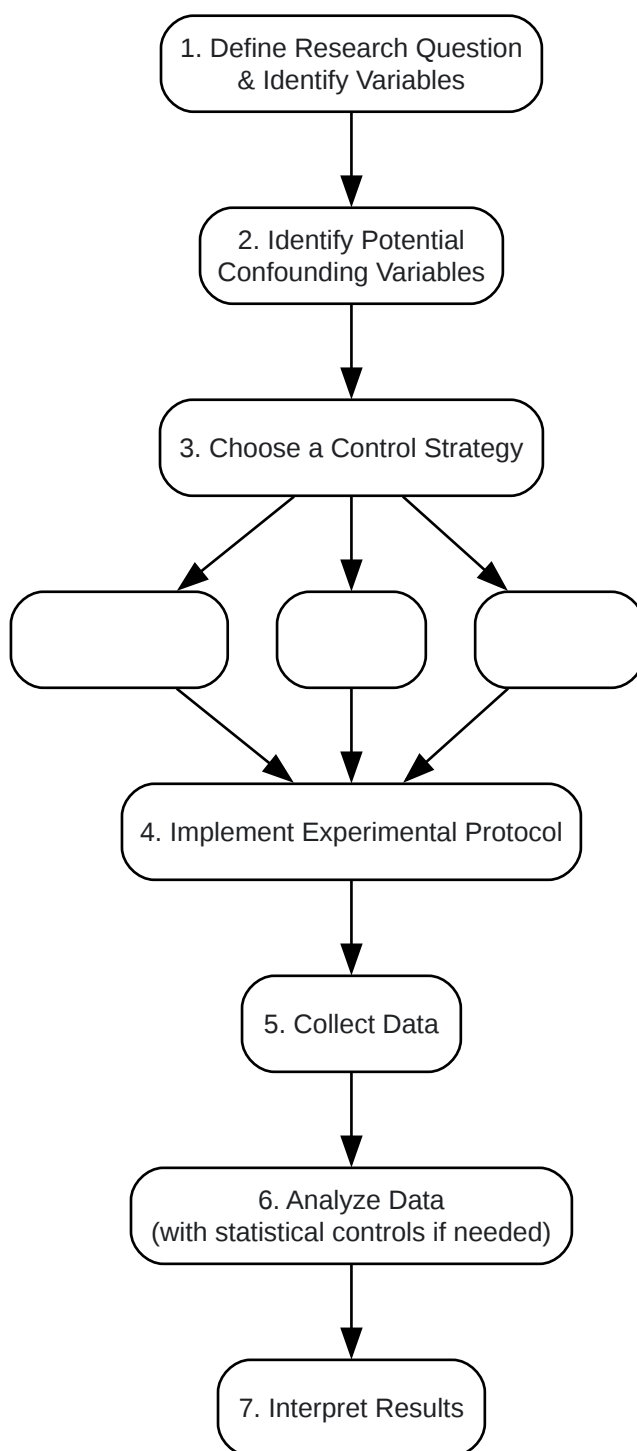 1. Define Research Question
& Identify Variables
2. Identify Potential
Confounding Variables
3. Choose a Control Strategy
4. Implement Experimental Protocol
5. Collect Data
6. Analyze Data
(with statistical controls if needed)
7. Interpret Results